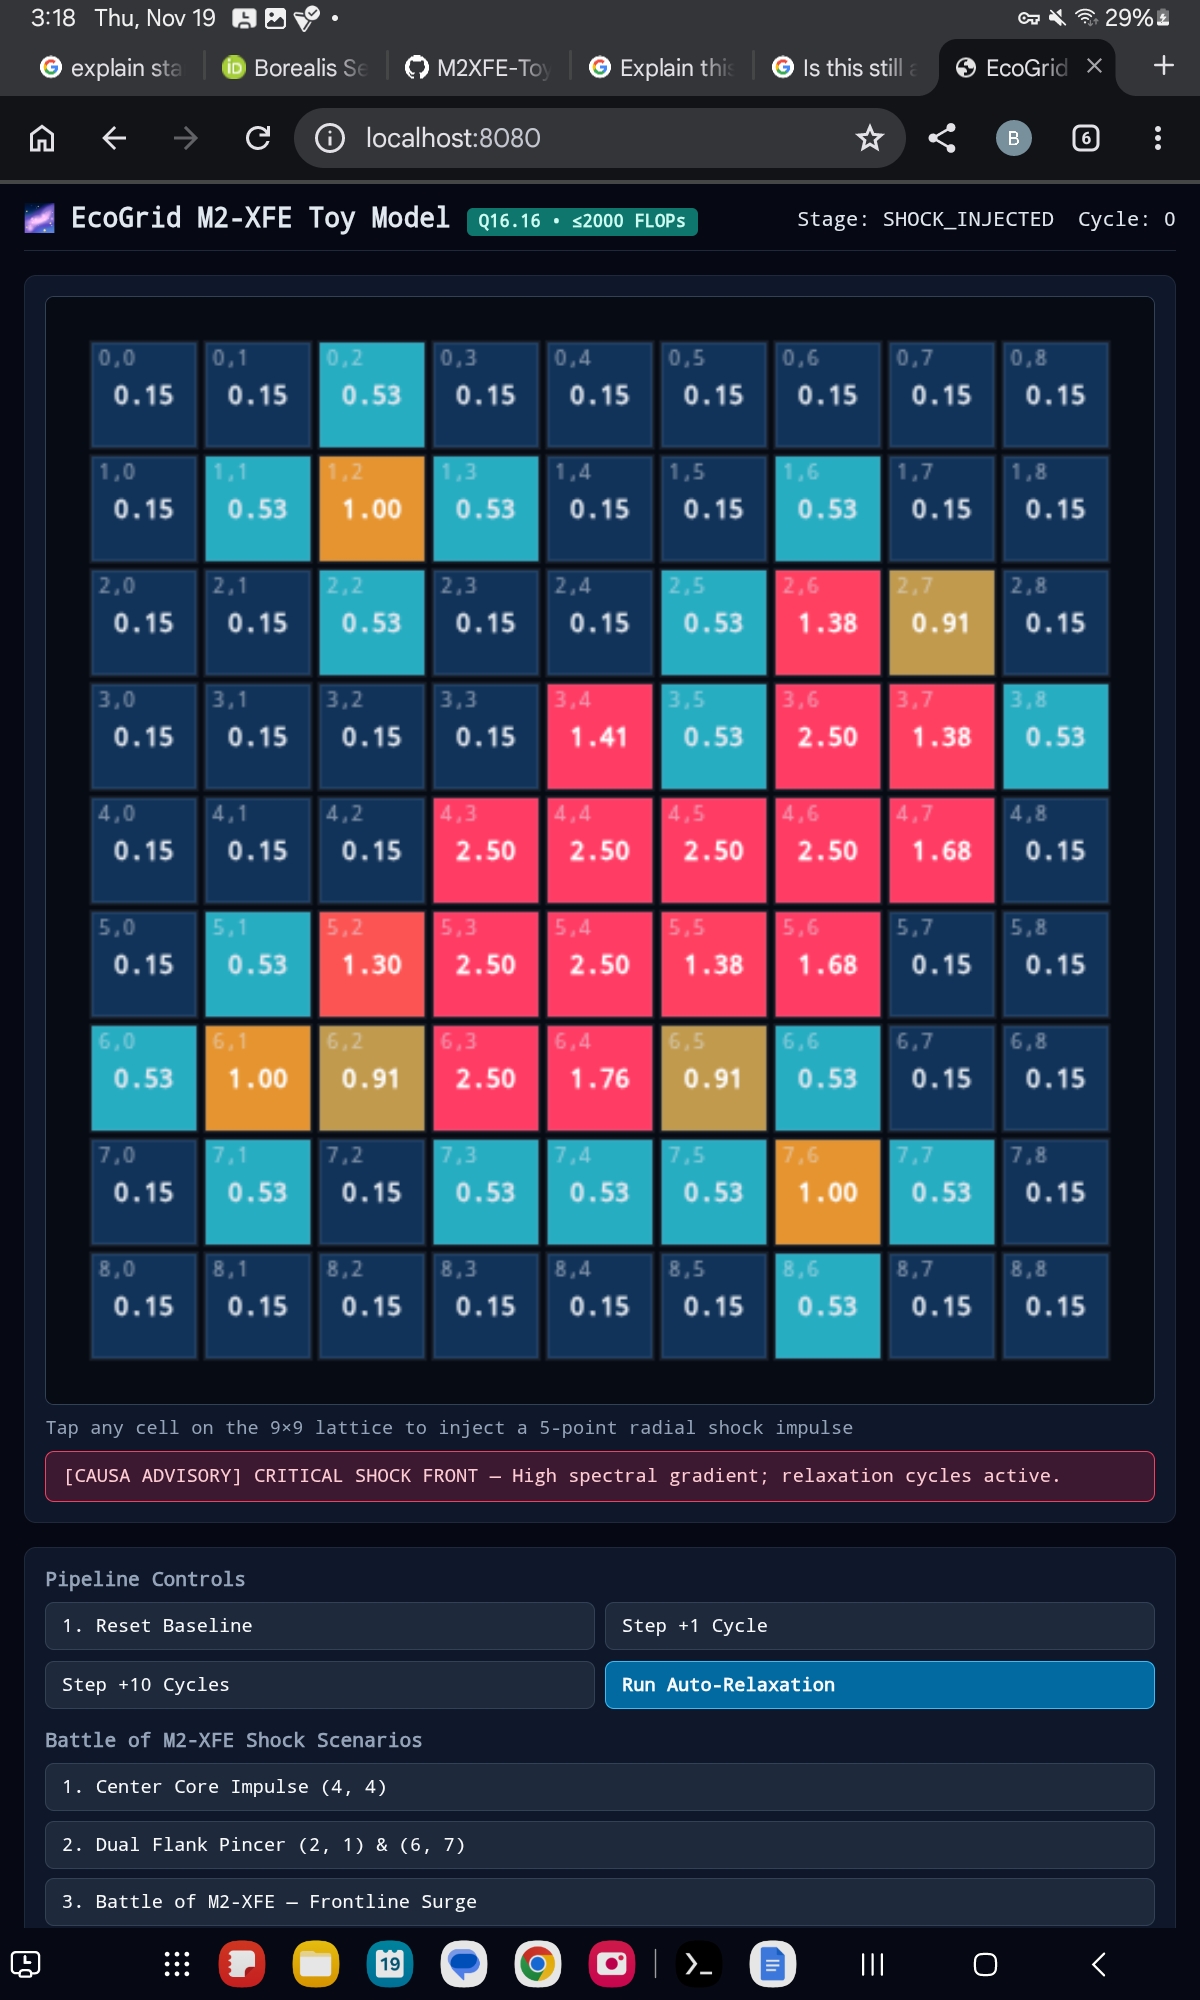 3:18 Thu, Nov 19 29%
explain sta Borealis Se M2XFE-Toy Explain this Is this still a EcoGrid
localhost:8080 B 6
EcoGrid M2-XFE Toy Model Q16.16 • ≤2000 FLOPs Stage: SHOCK_INJECTED Cycle: 0
0,0 0,1 0,2 0,3 0,4 0,5 0,6 0,7 0,8
0.15 0.15 0.53 0.15 0.15 0.15 0.15 0.15 0.15
1,0 1,1 1,2 1,3 1,4 1,5 1,6 1,7 1,8
0.15 0.53 1.00 0.53 0.15 0.15 0.53 0.15 0.15
2,0 2,1 2,2 2,3 2,4 2,5 2,6 2,7 2,8
0.15 0.15 0.53 0.15 0.15 0.53 1.38 0.91 0.15
3,0 3,1 3,2 3,3 3,4 3,5 3,6 3,7 3,8
0.15 0.15 0.15 0.15 1.41 0.53 2.50 1.38 0.53
4,0 4,1 4,2 4,3 4,4 4,5 4,6 4,7 4,8
0.15 0.15 0.15 2.50 2.50 2.50 2.50 1.68 0.15
5,0 5,1 5,2 5,3 5,4 5,5 5,6 5,7 5,8
0.15 0.53 1.30 2.50 2.50 1.38 1.68 0.15 0.15
6,0 6,1 6,2 6,3 6,4 6,5 6,6 6,7 6,8
0.53 1.00 0.91 2.50 1.76 0.91 0.53 0.15 0.15
7,0 7,1 7,2 7,3 7,4 7,5 7,6 7,7 7,8
0.15 0.53 0.15 0.53 0.53 0.53 1.00 0.53 0.15
8,0 8,1 8,2 8,3 8,4 8,5 8,6 8,7 8,8
0.15 0.15 0.15 0.15 0.15 0.15 0.53 0.15 0.15
Tap any cell on the 9×9 lattice to inject a 5-point radial shock impulse
[CAUSA ADVISORY] CRITICAL SHOCK FRONT — High spectral gradient; relaxation cycles active.
Pipeline Controls
1. Reset Baseline Step +1 Cycle
Step +10 Cycles Run Auto-Relaxation
Battle of M2-XFE Shock Scenarios
1. Center Core Impulse (4, 4)
2. Dual Flank Pincer (2, 1) & (6, 7)
3. Battle of M2-XFE — Frontline Surge
19